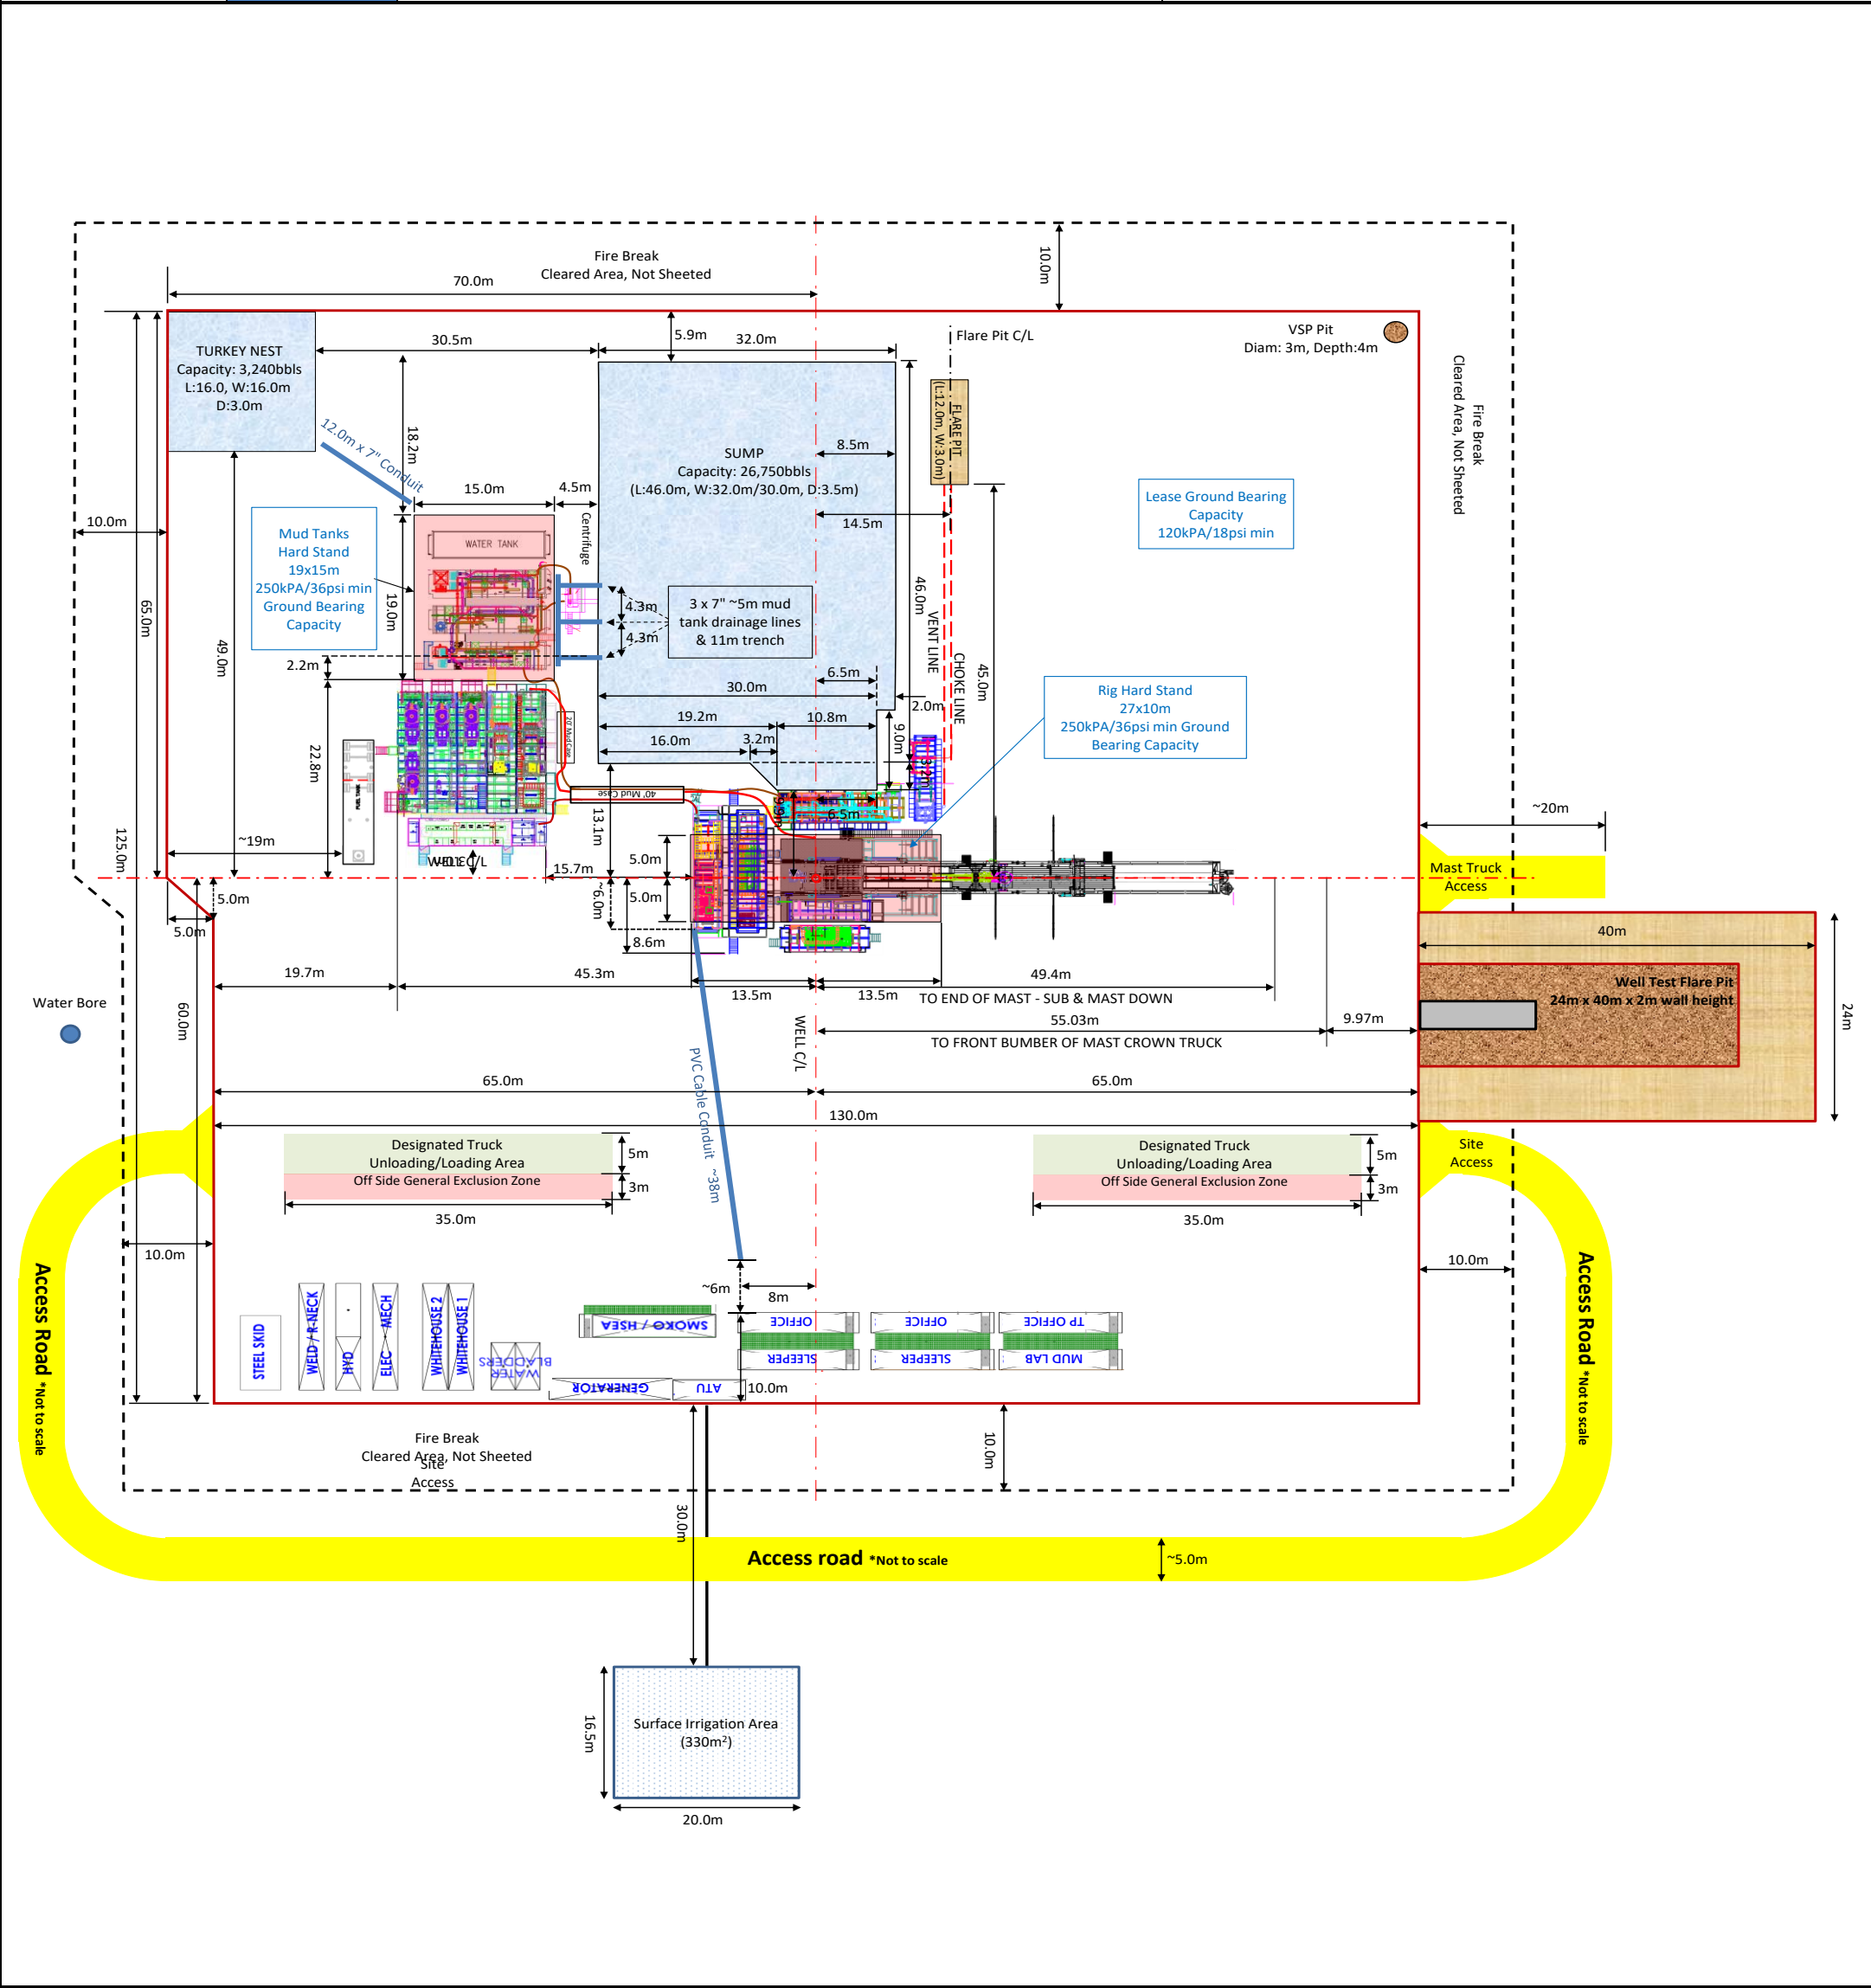 Fire Break
Cleared Area, Not Sheeted
10.0m
70.0m
5.9m
30.5m
32.0m
Flare Pit C/L
VSP Pit
Diam: 3m, Depth:4m
TURKEY NEST
Capacity: 3,240bbls
L:16.0, W:16.0m
D:3.0m
Fire Break
Cleared Area, Not Sheeted
12.0m x 7" Conduit
18.2m
FLARE PIT
(L:12.0m, W:3.0m)
8.5m
SUMP
Capacity: 26,750bbls
(L:46.0m, W:32.0m/30.0m, D:3.5m)
15.0m
4.5m
14.5m
Lease Ground Bearing
Capacity
120kPA/18psi min
10.0m
Mud Tanks
Hard Stand
19x15m
250kPA/36psi min
Ground Bearing
Capacity
WATER TANK
Centrifuge
19.0m
65.0m
49.0m
46.0m
4.3m
4.3m
3 x 7" ~5m mud
tank drainage lines
& 11m trench
VENT LINE
CHOKE LINE
45.0m
2.2m
6.5m
30.0m
2.0m
Rig Hard Stand
27x10m
250kPA/36psi min Ground
Bearing Capacity
19.2m
10.8m
9.0m
16.0m
3.2m
3.2m
20' Mud Case
22.8m
FUEL TANK
40' Mud Case
9.9m
6.5m
13.1m
125.0m
~20m
~19m
WELL C/L
15.7m
5.0m
Mast Truck
Access
5.0m
5.0m
~6.0m
5.0m
8.6m
40m
19.7m
45.3m
13.5m
13.5m
49.4m
TO END OF MAST - SUB & MAST DOWN
Well Test Flare Pit
24m x 40m x 2m wall height
24m
Water Bore
60.0m
WELL C/L
55.03m
9.97m
TO FRONT BUMBER OF MAST CROWN TRUCK
PVC Cable Conduit ~38m
65.0m
65.0m
130.0m
Designated Truck
Unloading/Loading Area
Off Side General Exclusion Zone
5m
3m
35.0m
Designated Truck
Unloading/Loading Area
Off Side General Exclusion Zone
5m
3m
35.0m
Site
Access
10.0m
10.0m
Access Road *Not to scale
Access Road *Not to scale
~6m
8m
STEEL SKID
WELD / R-NECK
HYD
ELEC MECH
WHITEHOUSE 2
WHITEHOUSE 1
WATER
BLADDERS
SMOKO / HSEA
OFFICE
SLEEPER
OFFICE
SLEEPER
TP OFFICE
MUD LAB
GENERATOR
ATU
10.0m
Fire Break
Cleared Area, Not Sheeted
Site
Access
10.0m
30.0m
Access road *Not to scale
~5.0m
16.5m
Surface Irrigation Area
(330m²)
20.0m